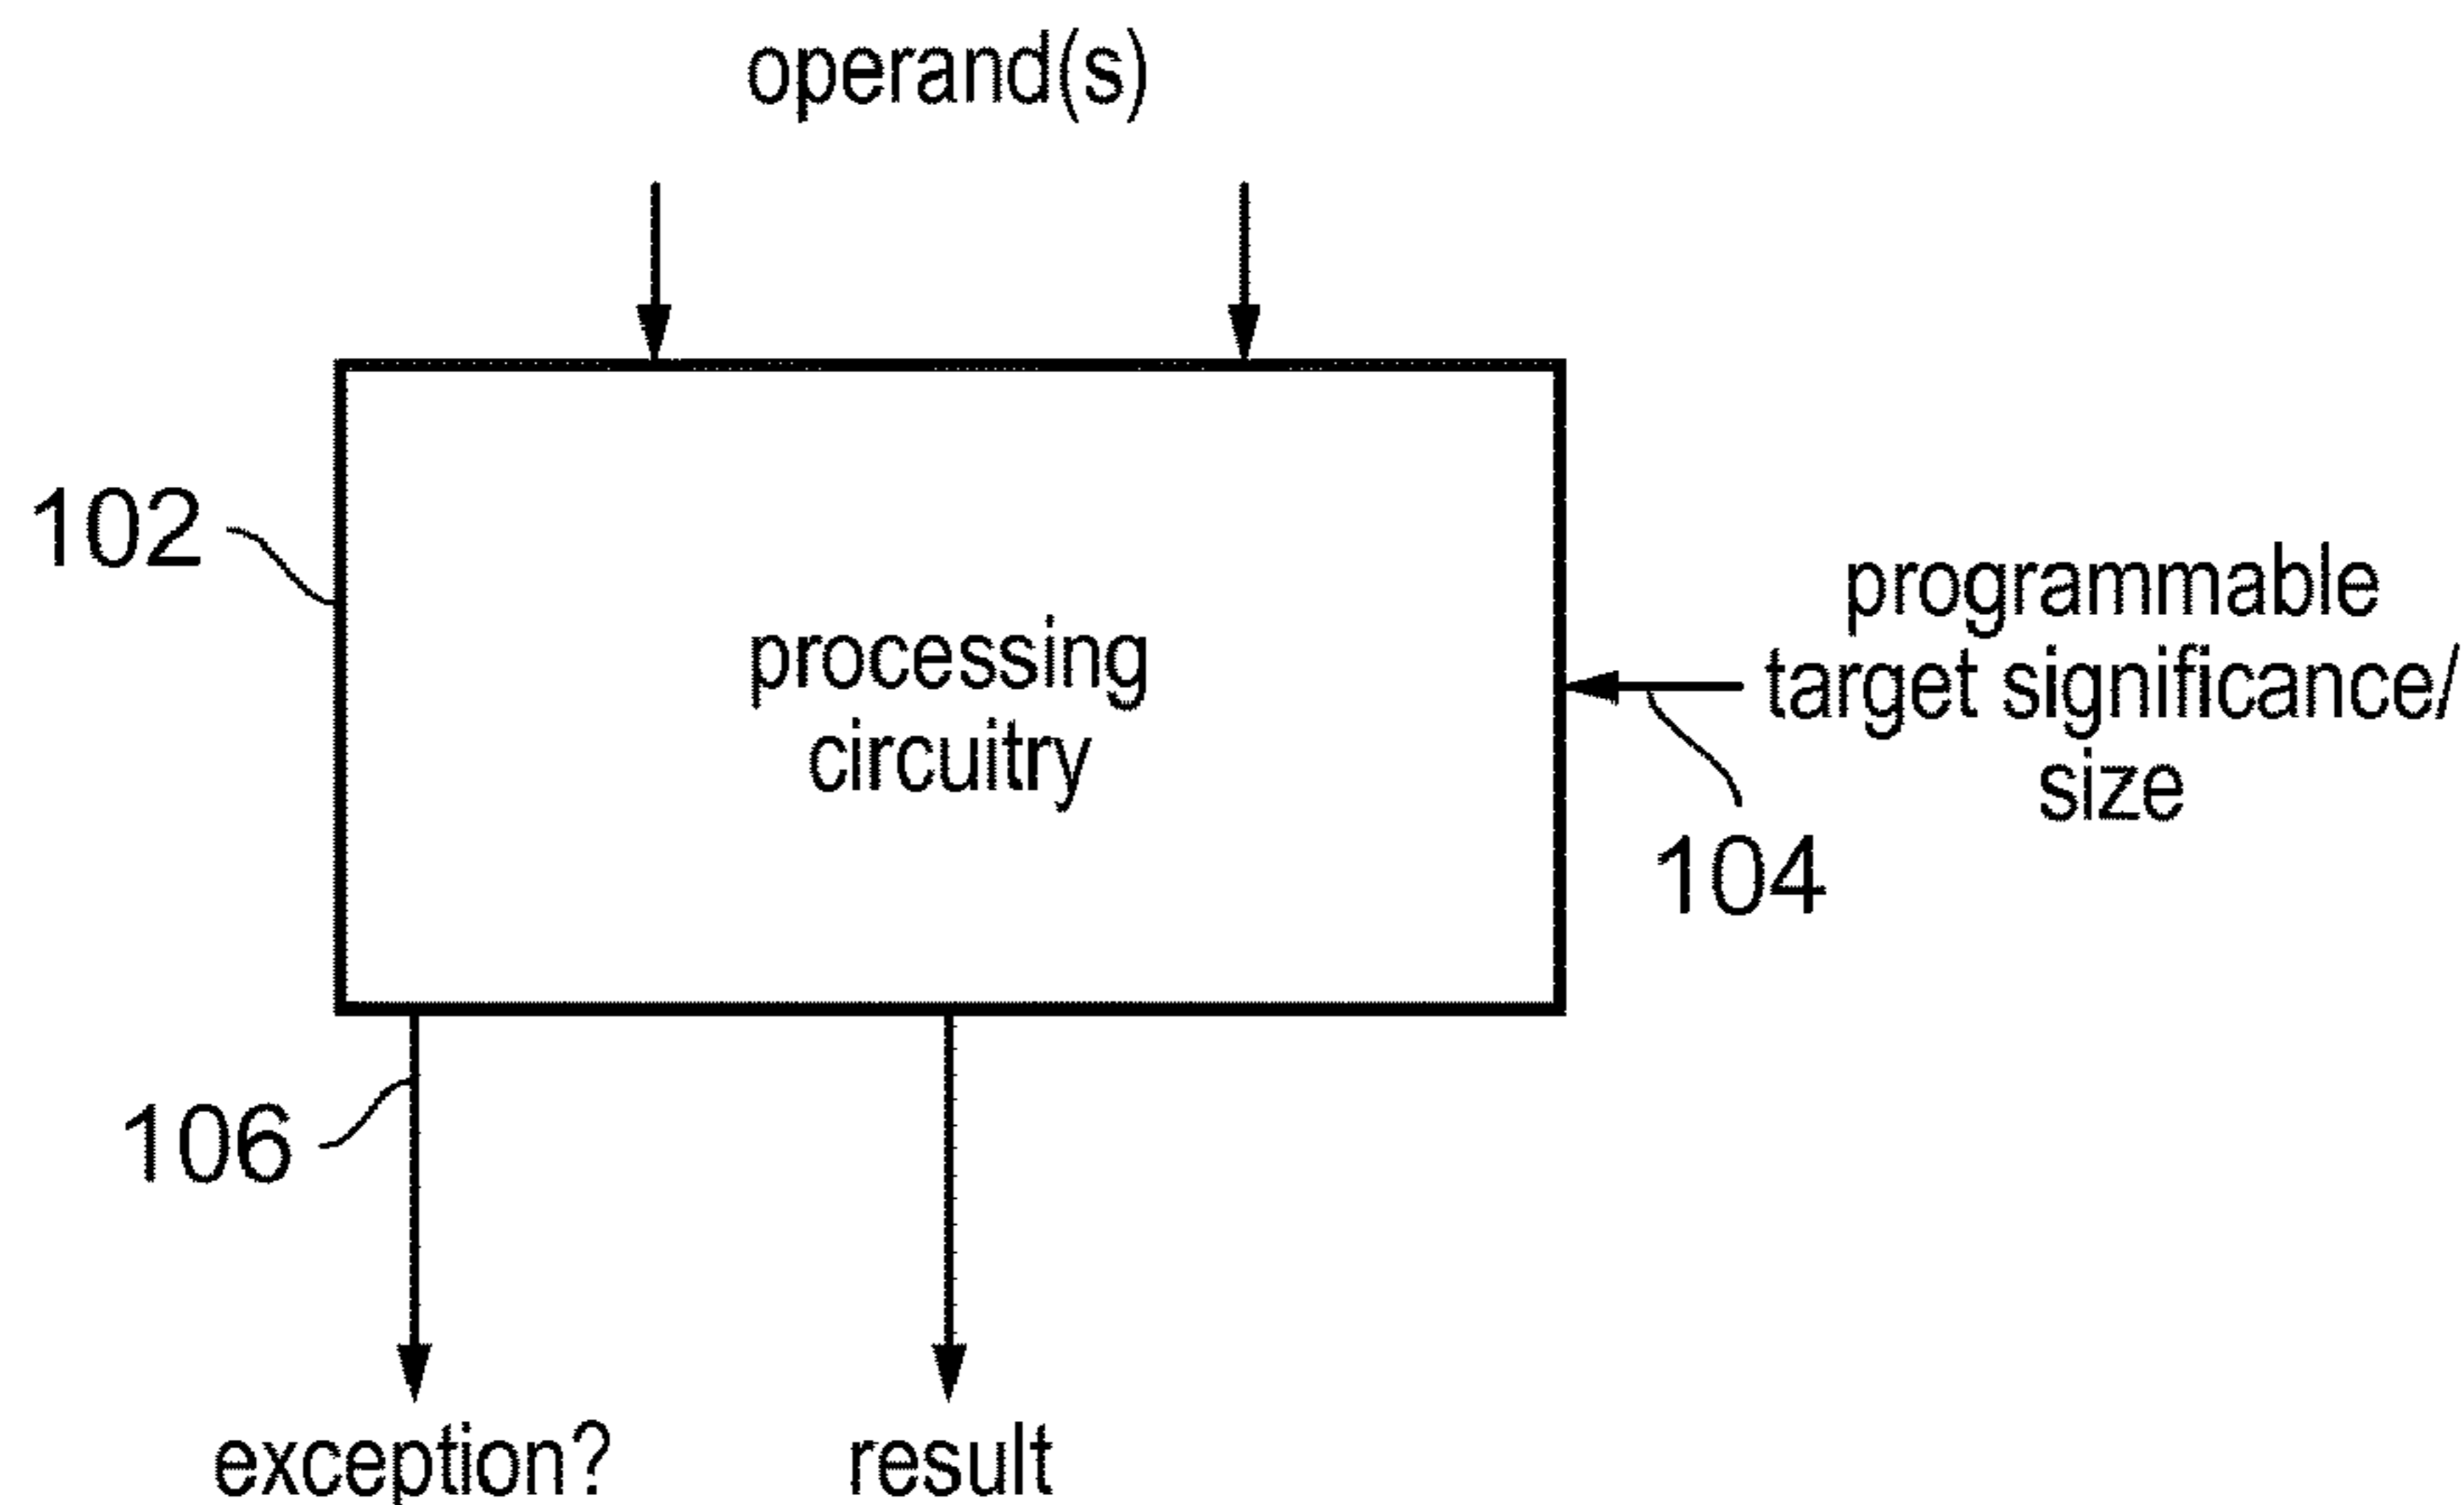 operand(s)
102
processing
circuitry
programmable
target significance/
size
104
106
exception?
result